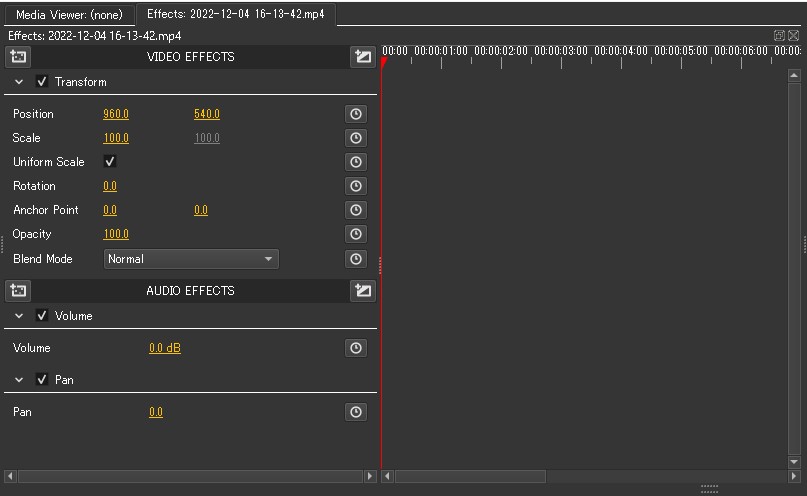 Media Viewer: (none) Effects: 2022-12-04 16-13-42.mp4
Effects: 2022-12-04 16-13-42.mp4
VIDEO EFFECTS
00:00 00:00:01:00 00:00:02:00 00:00:03:00 00:00:04:00 00:00:05:00 00:00:06:00 00:00:
Transform
Position 960.0 540.0
Scale 100.0 100.0
Uniform Scale
Rotation 0.0
Anchor Point 0.0 0.0
Opacity 100.0
Blend Mode Normal
AUDIO EFFECTS
Volume
Volume 0.0 dB
Pan
Pan 0.0